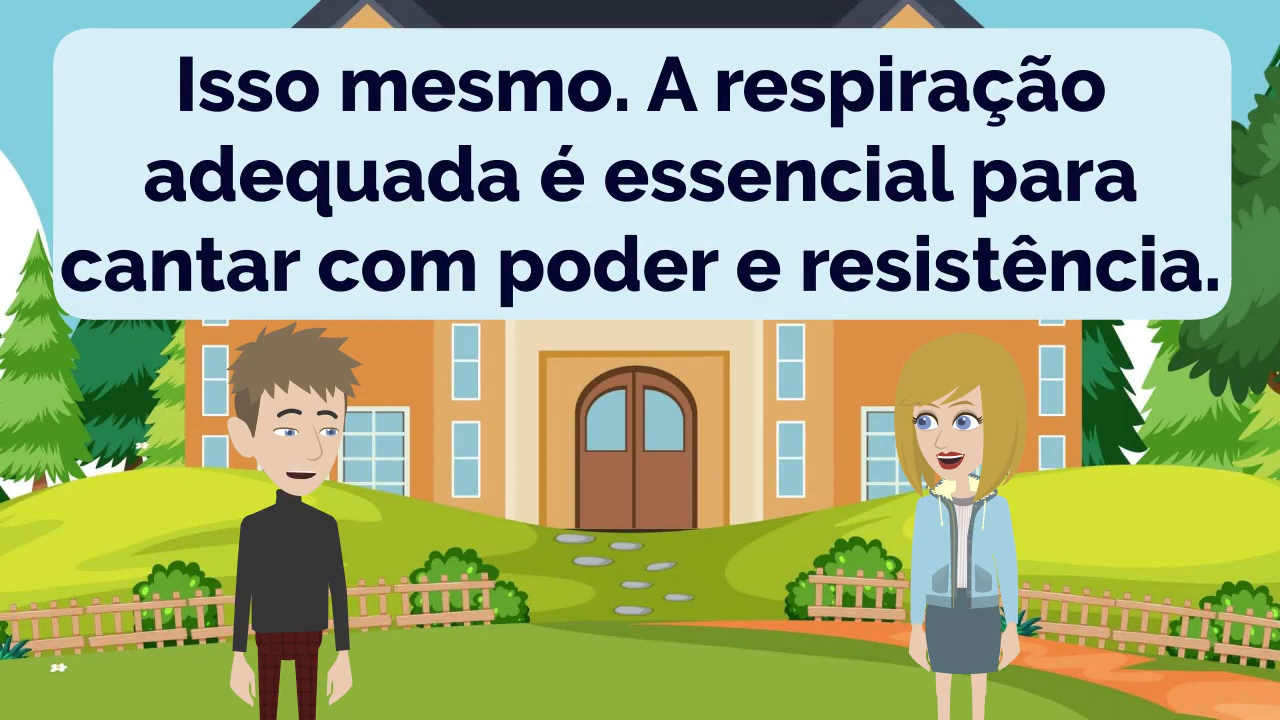 Isso mesmo. A respiração
adequada é essencial para
cantar com poder e resistência.